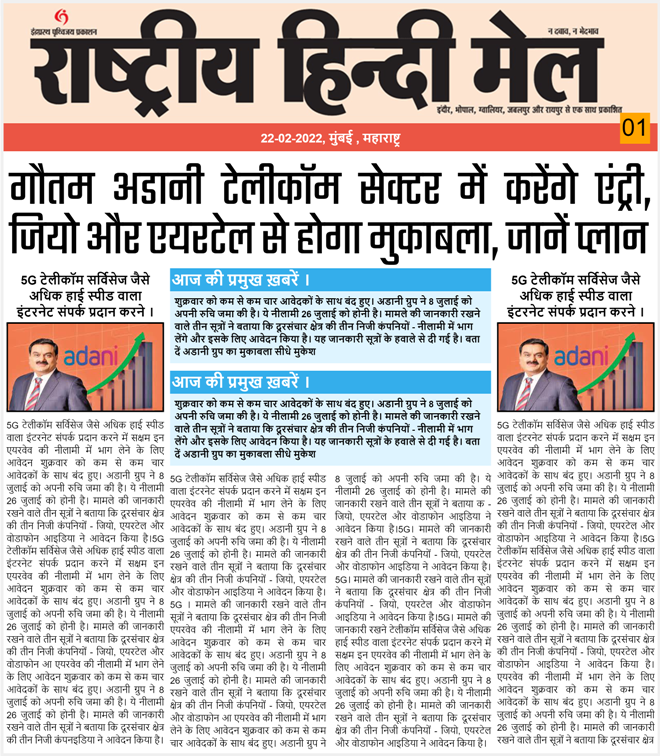 इंद्रप्रस्थ पृथ्विजय प्रकाशन
न दबाव, न भेदभाव
राष्ट्रीय हिन्दी मेल
इंदौर, भोपाल, ग्वालियर, जबलपुर और रायपुर से एक साथ प्रकाशित
01
22-02-2022, मुंबई , महाराष्ट्र
गौतम अडानी टेलीकॉम सेक्टर में करेंगे एंट्री,
जियो और एयरटेल से होगा मुकाबला, जानें प्लान
5G टेलीकॉम सर्विसेज जैसे
अधिक हाई स्पीड वाला
इंटरनेट संपर्क प्रदान करने ।
adani
5G टेलीकॉम सर्विसेज जैसे अधिक हाई स्पीड
वाला इंटरनेट संपर्क प्रदान करने में सक्षम इन
एयरवेव की नीलामी में भाग लेने के लिए
आवेदन शुक्रवार को कम से कम चार
आवेदकों के साथ बंद हुए। अडानी ग्रुप ने 8
जुलाई को अपनी रुचि जमा की है। ये नीलामी
26 जुलाई को होनी है। मामले की जानकारी
रखने वाले तीन सूत्रों ने बताया कि दूरसंचार क्षेत्र
की तीन निजी कंपनियों - जियो, एयरटेल और
वोडाफोन आइडिया ने आवेदन किया है।5G
टेलीकॉम सर्विसेज जैसे अधिक हाई स्पीड वाला
इंटरनेट संपर्क प्रदान करने में सक्षम इन
एयरवेव की नीलामी में भाग लेने के लिए
आवेदन शुक्रवार को कम से कम चार
आवेदकों के साथ बंद हुए। अडानी ग्रुप ने 8
जुलाई को अपनी रुचि जमा की है। ये नीलामी
26 जुलाई को होनी है। मामले की जानकारी
रखने वाले तीन सूत्रों ने बताया कि दूरसंचार क्षेत्र
की तीन निजी कंपनियों - जियो, एयरटेल और
वोडाफोन आ एयरवेव की नीलामी में भाग लेने
के लिए आवेदन शुक्रवार को कम से कम चार
आवेदकों के साथ बंद हुए। अडानी ग्रुप ने 8
जुलाई को अपनी रुचि जमा की है। ये नीलामी
26 जुलाई को होनी है। मामले की जानकारी
रखने वाले तीन सूत्रों ने बताया कि दूरसंचार क्षेत्र
की तीन निजी कंपनइडिया ने आवेदन किया है।
आज की प्रमुख ख़बरें ।
शुक्रवार को कम से कम चार आवेदकों के साथ बंद हुए। अडानी ग्रुप ने 8 जुलाई को
अपनी रुचि जमा की है। ये नीलामी 26 जुलाई को होनी है। मामले की जानकारी रखने
वाले तीन सूत्रों ने बताया कि दूरसंचार क्षेत्र की तीन निजी कंपनियों - नीलामी में भाग
लेंगे और इसके लिए आवेदन किया है। यह जानकारी सूत्रों के हवाले से दी गई है। बता
दें अडानी ग्रुप का मुकाबला सीधे मुकेश
आज की प्रमुख ख़बरें ।
शुक्रवार को कम से कम चार आवेदकों के साथ बंद हुए। अडानी ग्रुप ने 8 जुलाई को
अपनी रुचि जमा की है। ये नीलामी 26 जुलाई को होनी है। मामले की जानकारी रखने
वाले तीन सूत्रों ने बताया कि दूरसंचार क्षेत्र की तीन निजी कंपनियों - नीलामी में भाग
लेंगे और इसके लिए आवेदन किया है। यह जानकारी सूत्रों के हवाले से दी गई है। बता
दें अडानी ग्रुप का मुकाबला सीधे मुकेश
5G टेलीकॉम सर्विसेज जैसे अधिक हाई स्पीड
वाला इंटरनेट संपर्क प्रदान करने में सक्षम इन
एयरवेव की नीलामी में भाग लेने के लिए
आवेदन शुक्रवार को कम से कम चार
आवेदकों के साथ बंद हुए। अडानी ग्रुप ने 8
जुलाई को अपनी रुचि जमा की है। ये नीलामी
26 जुलाई को होनी है। मामले की जानकारी
रखने वाले तीन सूत्रों ने बताया कि दूरसंचार क्षेत्र
की तीन निजी कंपनियों - जियो, एयरटेल और
वोडाफोन आइडिया ने आवेदन किया है।
5G । मामले की जानकारी रखने वाले तीन
सूत्रों ने बताया कि दूरसंचार क्षेत्र की तीन निजी
कंपनियों - जियो, एयरटेल और वोडाफोन
एयरवेव की नीलामी में भाग लेने के लिए
आवेदन शुक्रवार को कम से कम चार
आवेदकों के साथ बंद हुए। अडानी ग्रुप ने 8
जुलाई को अपनी रुचि जमा की है। ये नीलामी
26 जुलाई को होनी है। मामले की जानकारी
रखने वाले तीन सूत्रों ने बताया कि दूरसंचार
क्षेत्र की तीन निजी कंपनियों - जियो, एयरटेल
और वोडाफोन आ एयरवेव की नीलामी में भाग
लेने के लिए आवेदन शुक्रवार को कम से कम
चार आवेदकों के साथ बंद हुए। अडानी ग्रुप ने
8 जुलाई को अपनी रुचि जमा की है। ये
नीलामी 26 जुलाई को होनी है। मामले की
जानकारी रखने वाले तीन सूत्रों ने बताया क -
जियो, एयरटेल और वोडाफोन आइडिया ने
आवेदन किया है।5G। मामले की जानकारी
रखने वाले तीन सूत्रों ने बताया कि दूरसंचार
क्षेत्र की तीन निजी कंपनियों - जियो, एयरटेल
और वोडाफोन आइडिया ने आवेदन किया है।
5G। मामले की जानकारी रखने वाले तीन सूत्रों
ने बताया कि दूरसंचार क्षेत्र की तीन निजी
कंपनियों - जियो, एयरटेल और वोडाफोन
आइडिया ने आवेदन किया है।5G। मामले की
जानकारी रखने टेलीकॉम सर्विसेज जैसे अधिक
हाई स्पीड वाला इंटरनेट संपर्क प्रदान करने में
सक्षम इन एयरवेव की नीलामी में भाग लेने के
लिए आवेदन शुक्रवार को कम से कम चार
आवेदकों के साथ बंद हुए। अडानी ग्रुप ने 8
जुलाई को अपनी रुचि जमा की है। ये नीलामी
26 जुलाई को होनी है। मामले की जानकारी
रखने वाले तीन सूत्रों ने बताया कि दूरसंचार
क्षेत्र की तीन निजी कंपनियों - जियो, एयरटेल
और वोडाफोन आइडिया ने आवेदन किया है।
5G टेलीकॉम सर्विसेज जैसे
अधिक हाई स्पीड वाला
इंटरनेट संपर्क प्रदान करने ।
adani
5G टेलीकॉम सर्विसेज जैसे अधिक हाई स्पीड
वाला इंटरनेट संपर्क प्रदान करने में सक्षम इन
एयरवेव की नीलामी में भाग लेने के लिए
आवेदन शुक्रवार को कम से कम चार
आवेदकों के साथ बंद हुए। अडानी ग्रुप ने 8
जुलाई को अपनी रुचि जमा की है। ये नीलामी
26 जुलाई को होनी है। मामले की जानकारी
रखने वाले तीन सूत्रों ने बताया कि दूरसंचार क्षेत्र
की तीन निजी कंपनियों - जियो, एयरटेल और
वोडाफोन आइडिया ने आवेदन किया है।5G
टेलीकॉम सर्विसेज जैसे अधिक हाई स्पीड वाला
इंटरनेट संपर्क प्रदान करने में सक्षम इन
एयरवेव की नीलामी में भाग लेने के लिए
आवेदन शुक्रवार को कम से कम चार
आवेदकों के साथ बंद हुए। अडानी ग्रुप ने 8
जुलाई को अपनी रुचि जमा की है। ये नीलामी
26 जुलाई को होनी है। मामले की जानकारी
रखने वाले तीन सूत्रों ने बताया कि दूरसंचार क्षेत्र
की तीन निजी कंपनियों - जियो, एयरटेल और
वोडाफोन आइडिया ने आवेदन किया है।
एयरवेव की नीलामी में भाग लेने के लिए
आवेदन शुक्रवार को कम से कम चार
आवेदकों के साथ बंद हुए। अडानी ग्रुप ने 8
जुलाई को अपनी रुचि जमा की है। ये नीलामी
26 जुलाई को होनी है। मामले की जानकारी
रखने वाले तीन सूत्रों ने बताया कि दूरसंचार क्षेत्र